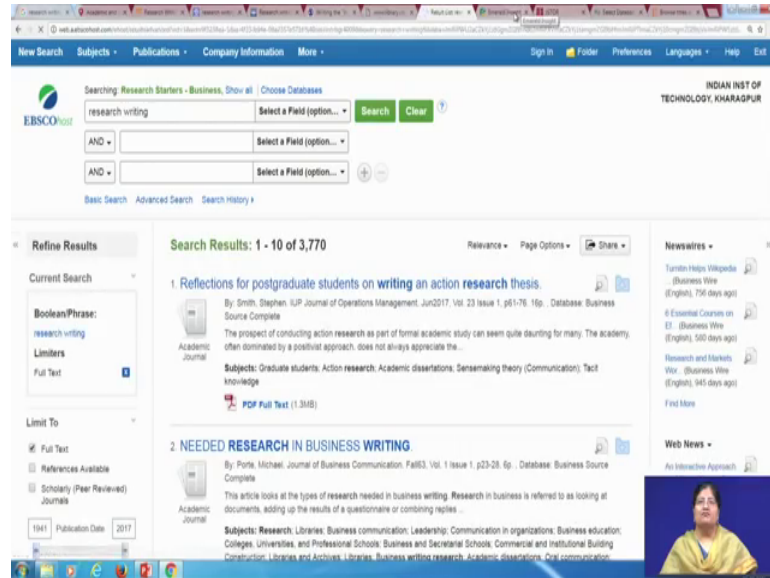 New Search Subjects Publications Company Information More Sign In Folder Preferences Languages Help Exit
Searching: Research Starters - Business, Show all Choose Databases
INDIAN INST OF
TECHNOLOGY, KHARAGPUR
EBSCOhost
research writing Select a Field (option... Search Clear ?
AND Select a Field (option...
AND Select a Field (option...
Basic Search Advanced Search Search History
Refine Results
Search Results: 1 - 10 of 3,770
Relevance Page Options Share
Newswires
Current Search
Boolean/Phrase:
research writing
Limiters
Full Text
1. Reflections for postgraduate students on writing an action research thesis.
By: Smith, Stephen. IUP Journal of Operations Management. Jun2017, Vol. 23 Issue 1, p61-76. 16p. , Database: Business
Source Complete
The prospect of conducting action research as part of formal academic study can seem quite daunting for many. The academy,
often dominated by a positivist approach, does not always appreciate the...
Subjects: Graduate students; Action research; Academic dissertations; Sensemaking theory (Communication); Tacit
knowledge
Academic
Journal
PDF Full Text (1.3MB)
Turnitin Helps Wikipedia
.. (Business Wire
(English), 756 days ago)
6 Essential Courses on
Ef.. (Business Wire
(English), 580 days ago)
Research and Markets
Wor.. (Business Wire
(English), 945 days ago)
Find More
Limit To
Full Text
References Available
Scholarly (Peer Reviewed)
Journals
1941 Publication Date 2017
2. NEEDED RESEARCH IN BUSINESS WRITING.
By: Porte, Michael. Journal of Business Communication. Fall63, Vol. 1 Issue 1, p23-28. 6p. , Database: Business Source
Complete
This article looks at the types of research needed in business writing. Research in business is referred to as looking at
documents, adding up the results of a questionnaire or combining replies ...
Subjects: Research; Libraries; Business communication; Leadership; Communication in organizations; Business education;
Colleges, Universities, and Professional Schools; Business and Secretarial Schools; Commercial and Institutional Building
Construction; Libraries and Archives; Libraries; Business writing research; Academic dissertations; Oral communication;
Academic
Journal
Web News
An Interactive Approach